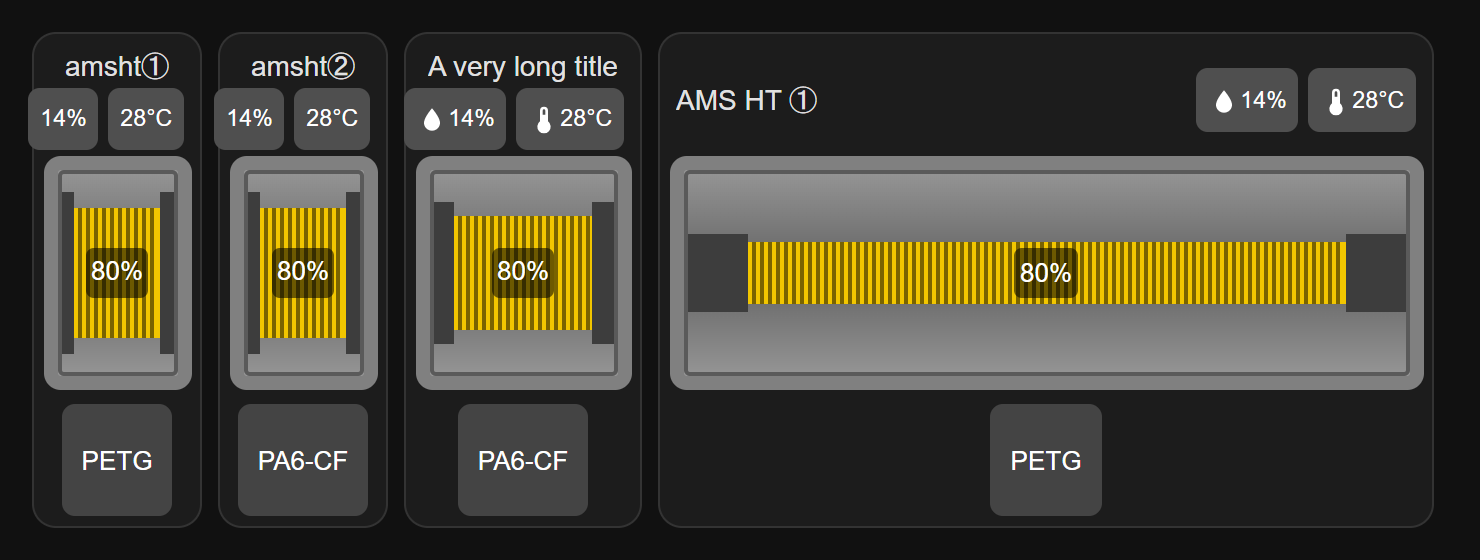 amsht①
14% 28°C
80%
PETG
amsht②
14% 28°C
80%
PA6-CF
A very long title
14% 28°C
80%
PA6-CF
AMS HT ①
14% 28°C
80%
PETG